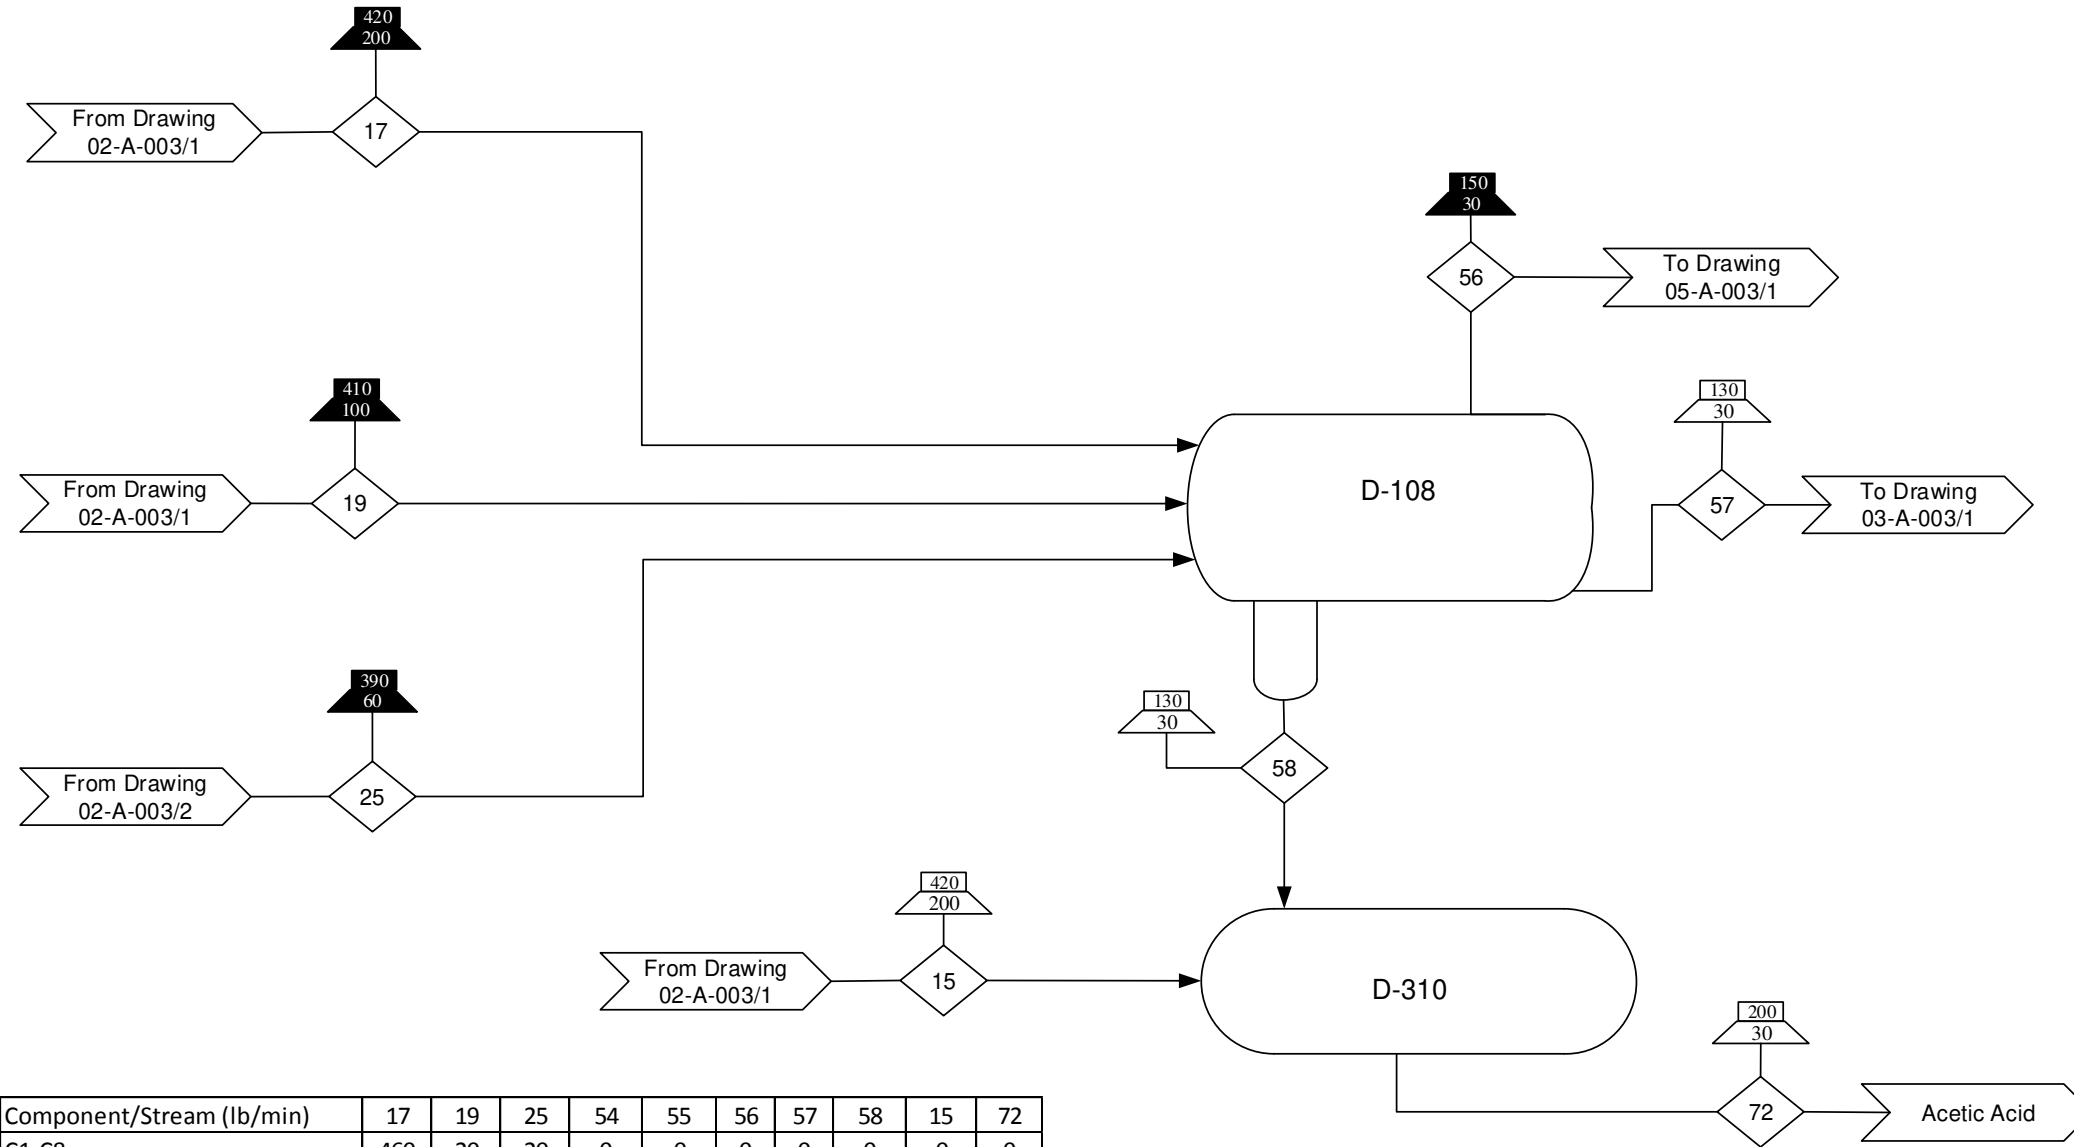 420
200
From Drawing
02-A-003/1
17
150
30
56
To Drawing
05-A-003/1
410
100
From Drawing
02-A-003/1
19
D-108
130
30
57
To Drawing
03-A-003/1
390
60
From Drawing
02-A-003/2
25
130
30
58
420
200
From Drawing
02-A-003/1
15
D-310
200
30
72
Acetic Acid
Component/Stream (lb/min) 17 19 25 54 55 56 57 58 15 72